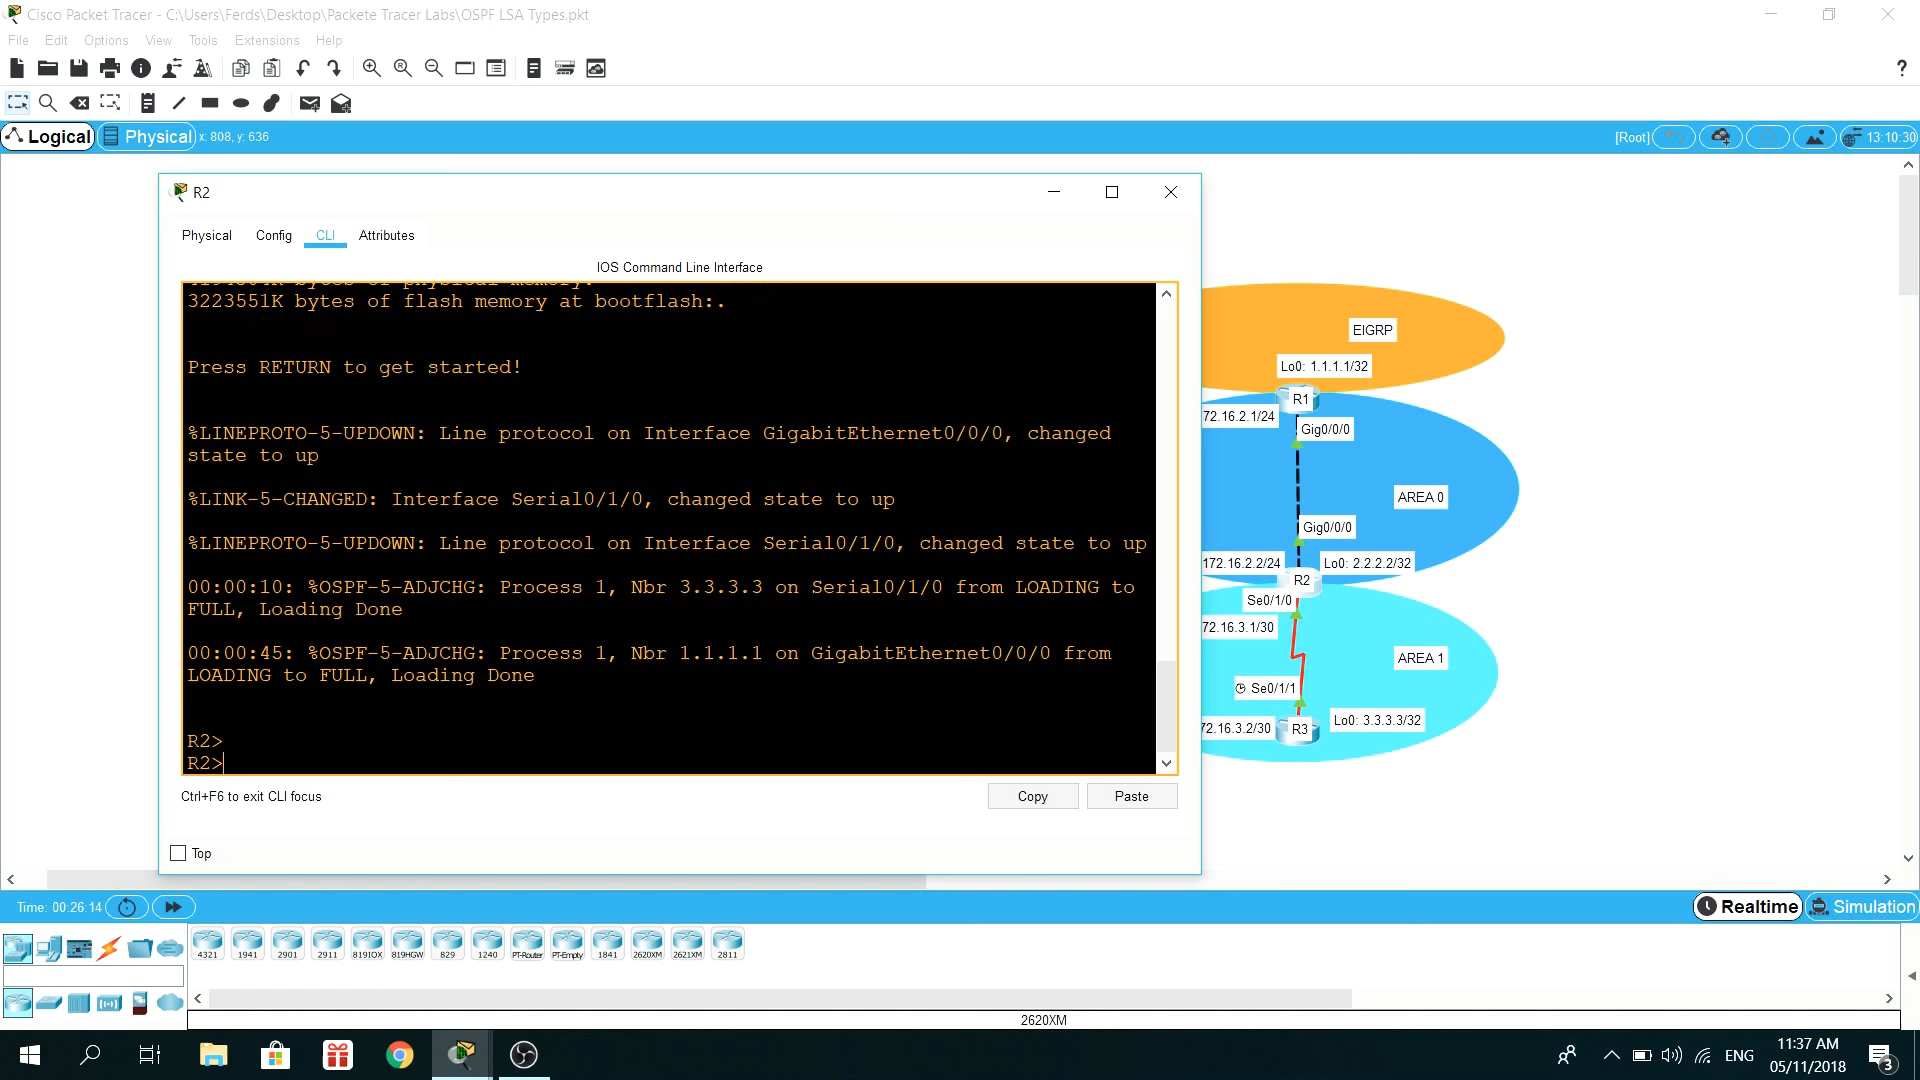 Cisco Packet Tracer - C:\Users\Ferds\Desktop\Packete Tracer Labs\OSPF LSA Types.pkt
File Edit Options View Tools Extensions Help
?
Logical Physical x: 808, y: 636 [Root] 13:10:30
R2
Physical Config CLI Attributes
IOS Command Line Interface
bytes of physical memory.
3223551K bytes of flash memory at bootflash:.
Press RETURN to get started!
%LINEPROTO-5-UPDOWN: Line protocol on Interface GigabitEthernet0/0/0, changed
state to up
%LINK-5-CHANGED: Interface Serial0/1/0, changed state to up
%LINEPROTO-5-UPDOWN: Line protocol on Interface Serial0/1/0, changed state to up
00:00:10: %OSPF-5-ADJCHG: Process 1, Nbr 3.3.3.3 on Serial0/1/0 from LOADING to
FULL, Loading Done
00:00:45: %OSPF-5-ADJCHG: Process 1, Nbr 1.1.1.1 on GigabitEthernet0/0/0 from
LOADING to FULL, Loading Done
R2>
R2>
Ctrl+F6 to exit CLI focus
Copy Paste
Top
EIGRP
Lo0: 1.1.1.1/32
R1
72.16.2.1/24
Gig0/0/0
AREA 0
Gig0/0/0
172.16.2.2/24 Lo0: 2.2.2.2/32
R2
Se0/1/0
72.16.3.1/30
AREA 1
Se0/1/1
Lo0: 3.3.3.3/32
72.16.3.2/30 R3
Time: 00:26:14 Realtime Simulation
4321 1941 2901 2911 819IOX 819HGW 829 1240 PT-Router PT-Empty 1841 2620XM 2621XM 2811
2620XM
ENG
11:37 AM
05/11/2018
3